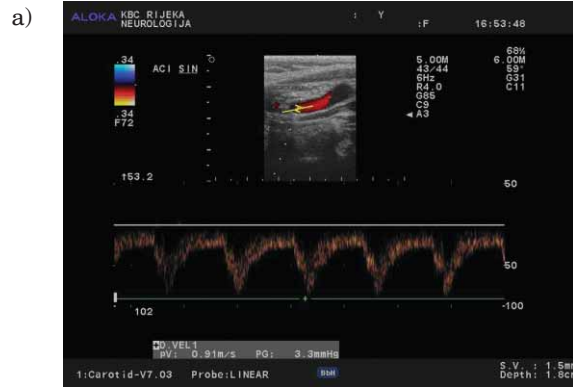 a)
ALOKA KBC RIJEKA : Y
NEUROLOGIJA :F 16:53:48
68%
.34 ACI SIN 5.00M 6.00M
43/44 59°
6Hz G31
R4.0 C11
G85
C9
.34 A3
F72
↑53.2 50
50
-100
102
D.VEL1
pV: 0.91m/s PG: 3.3mmHg
S.V. : 1.5mm
1:Carotid-V7.03 Probe:LINEAR BbH Depth: 1.8cm